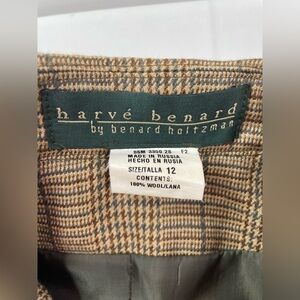 harvé benard
by benard holtzman
MADE IN RUSSIA
HECHO EN RUSIA
SIZE/TALLA 12
CONTENTS:
100% WOOL/LANA